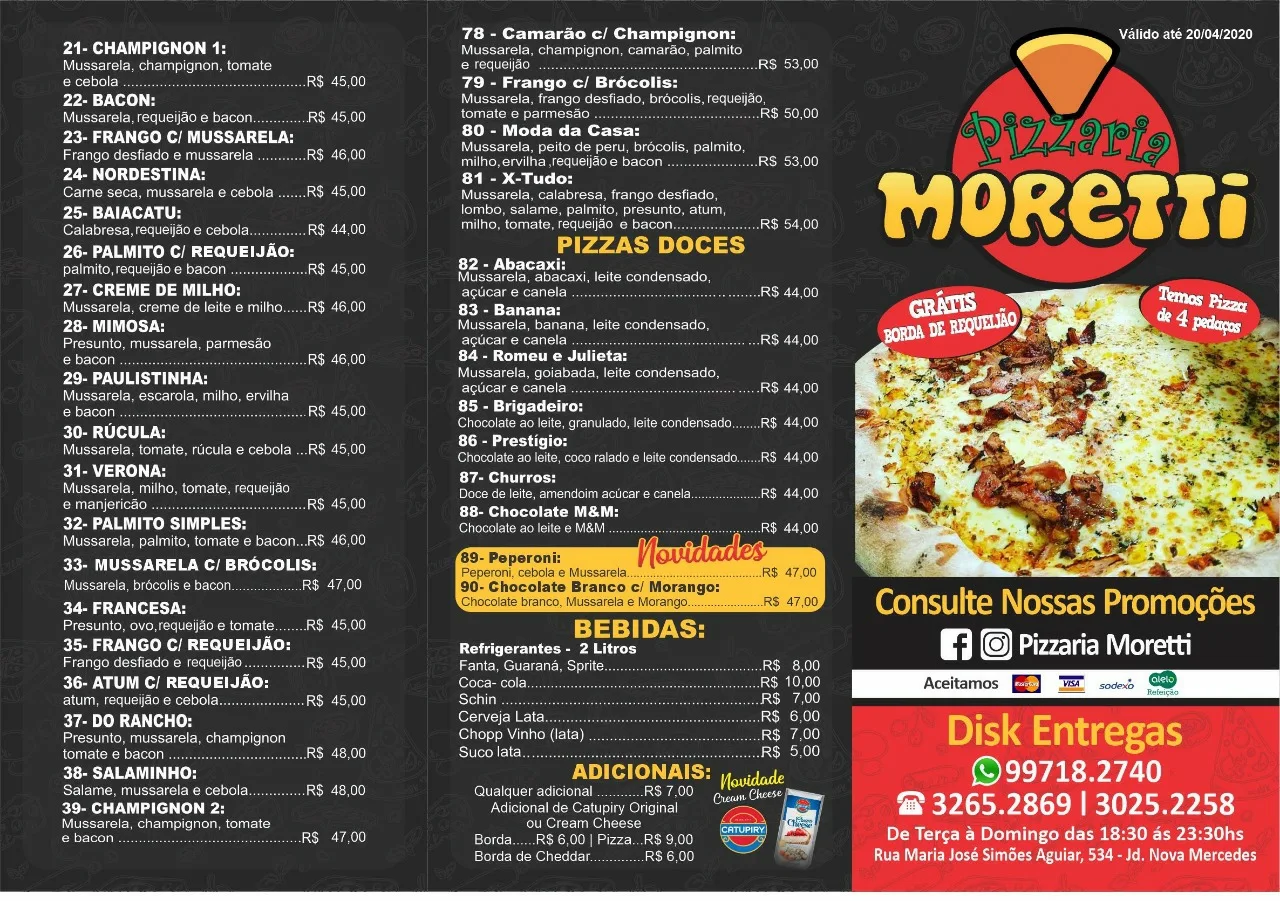 21- CHAMPIGNON 1:
Mussarela, champignon, tomate
e cebola ..............................................R$ 45,00
22- BACON:
Mussarela, requeijão e bacon.............R$ 45,00
23- FRANGO C/ MUSSARELA:
Frango desfiado e mussarela ............R$ 46,00
24- NORDESTINA:
Carne seca, mussarela e cebola .......R$ 45,00
25- BAIACATU:
Calabresa,requeijão e cebola..............R$ 44,00
26- PALMITO C/ REQUEIJÃO:
palmito,requeijão e bacon ...................R$ 45,00
27- CREME DE MILHO:
Mussarela, creme de leite e milho......R$ 46,00
28- MIMOSA:
Presunto, mussarela, parmesão
e bacon ...............................................R$ 46,00
29- PAULISTINHA:
Mussarela, escarola, milho, ervilha
e bacon ...............................................R$ 45,00
30- RÚCULA:
Mussarela, tomate, rúcula e cebola ...R$ 45,00
31- VERONA:
Mussarela, milho, tomate, requeijão
e manjericão .......................................R$ 45,00
32- PALMITO SIMPLES:
Mussarela, palmito, tomate e bacon...R$ 46,00
33- MUSSARELA C/ BRÓCOLIS:
Mussarela, brócolis e bacon..................R$ 47,00
34- FRANCESA:
Presunto, ovo,requeijão e tomate........R$ 45,00
35- FRANGO C/ REQUEIJÃO:
Frango desfiado e requeijão................R$ 45,00
36- ATUM C/ REQUEIJÃO:
atum, requeijão e cebola......................R$ 45,00
37- DO RANCHO:
Presunto, mussarela, champignon
tomate e bacon ...................................R$ 48,00
38- SALAMINHO:
Salame, mussarela e cebola..............R$ 48,00
39- CHAMPIGNON 2:
Mussarela, champignon, tomate
e bacon ..............................................R$ 47,00
78 - Camarão c/ Champignon:
Mussarela, champignon, camarão, palmito
e requeijão .......................................................R$ 53,00
79 - Frango c/ Brócolis:
Mussarela, frango desfiado, brócolis,requeijão,
tomate e parmesão ..........................................R$ 50,00
80 - Moda da Casa:
Mussarela, peito de peru, brócolis, palmito,
milho,ervilha ,requeijão e bacon ......................R$ 53,00
81 - X-Tudo:
Mussarela, calabresa, frango desfiado,
lombo, salame, palmito, presunto, atum,
milho, tomate, requeijão e bacon.....................R$ 54,00
PIZZAS DOCES
82 - Abacaxi:
Mussarela, abacaxi, leite condensado,
açúcar e canela ................................................R$ 44,00
83 - Banana:
Mussarela, banana, leite condensado,
açúcar e canela ................................................R$ 44,00
84 - Romeu e Julieta:
Mussarela, goiabada, leite condensado,
açúcar e canela ................................................R$ 44,00
85 - Brigadeiro:
Chocolate ao leite, granulado, leite condensado........R$ 44,00
86 - Prestígio:
Chocolate ao leite, coco ralado e leite condensado.......R$ 44,00
87- Churros:
Doce de leite, amendoim acúcar e canela....................R$ 44,00
88- Chocolate M&M:
Chocolate ao leite e M&M ............................................R$ 44,00
Novidades
89- Peperoni:
Peperoni, cebola e Mussarela.......................................R$ 47,00
90- Chocolate Branco c/ Morango:
Chocolate branco, Mussarela e Morango......................R$ 47,00
BEBIDAS:
Refrigerantes - 2 Litros
Fanta, Guaraná, Sprite.......................................R$ 8,00
Coca- cola...........................................................R$ 10,00
Schin ...................................................................R$ 7,00
Cerveja Lata.......................................................R$ 6,00
Chopp Vinho (lata) .............................................R$ 7,00
Suco lata.............................................................R$ 5,00
ADICIONAIS:
Qualquer adicional ...........R$ 7,00
Adicional de Catupiry Original
ou Cream Cheese
Borda......R$ 6,00 | Pizza...R$ 9,00
Borda de Cheddar.............R$ 6,00
Novidade
Cream Cheese
CATUPIRY
Cream
Cheese
Válido até 20/04/2020
Pizzaria
MORETTI
GRÁTIS
BORDA DE REQUEIJÃO
Temos Pizza
de 4 pedaços
Consulte Nossas Promoções
Pizzaria Moretti
Aceitamos MasterCard VISA sodexo alelo
Refeição
Disk Entregas
99718.2740
3265.2869 | 3025.2258
De Terça à Domingo das 18:30 ás 23:30hs
Rua Maria José Simões Aguiar, 534 - Jd. Nova Mercedes